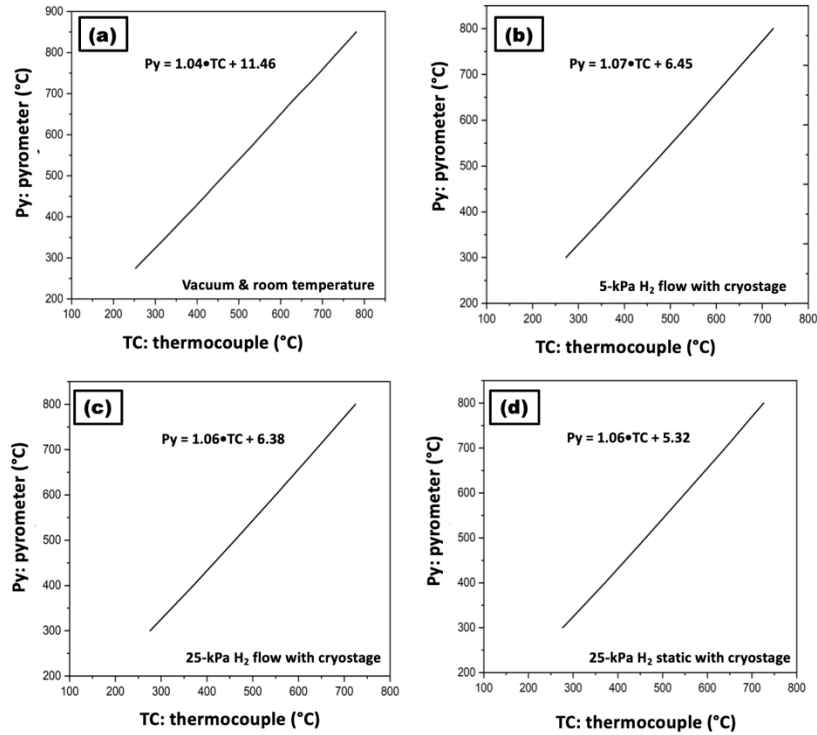 (a)
Py = 1.04•TC + 11.46
Py: pyrometer (°C)
900
800
700
600
500
400
300
200
100 200 300 400 500 600 700 800
Vacuum & room temperature
TC: thermocouple (°C)
(b)
Py = 1.07•TC + 6.45
Py: pyrometer (°C)
800
700
600
500
400
300
200
100 200 300 400 500 600 700 800
5-kPa H₂ flow with cryostage
TC: thermocouple (°C)
(c)
Py = 1.06•TC + 6.38
Py: pyrometer (°C)
800
700
600
500
400
300
200
100 200 300 400 500 600 700 800
25-kPa H₂ flow with cryostage
TC: thermocouple (°C)
(d)
Py = 1.06•TC + 5.32
Py: pyrometer (°C)
800
700
600
500
400
300
200
100 200 300 400 500 600 700 800
25-kPa H₂ static with cryostage
TC: thermocouple (°C)